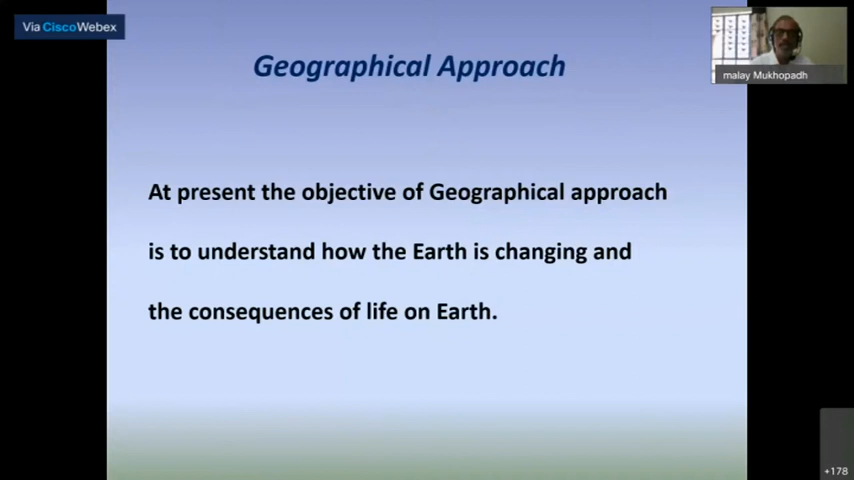 Via CiscoWebex
malay Mukhopadh
Geographical Approach
At present the objective of Geographical approach
is to understand how the Earth is changing and
the consequences of life on Earth.
+178